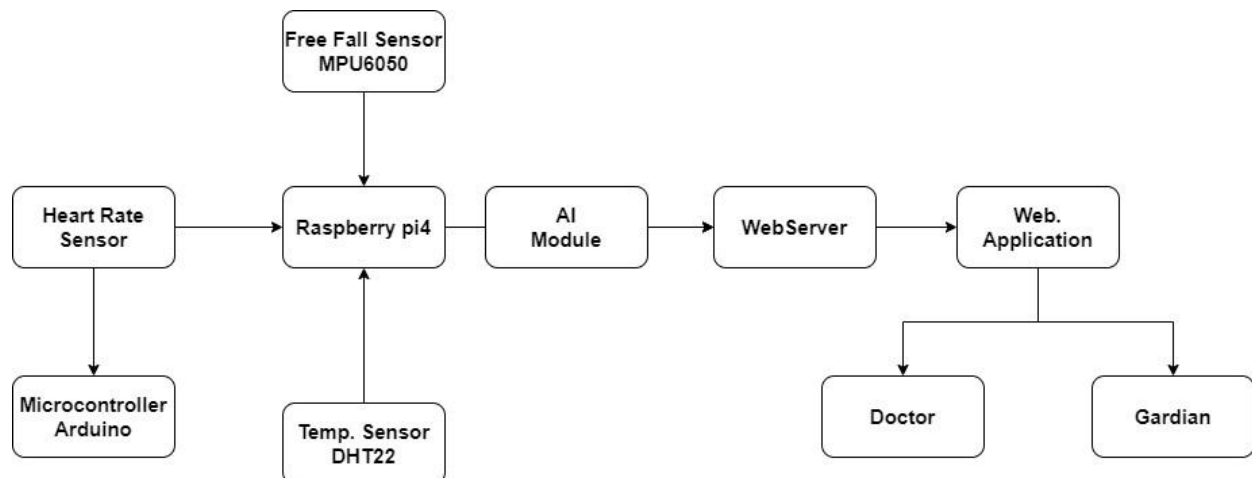 Free Fall Sensor
MPU6050
Heart Rate
Sensor
Raspberry pi4
AI
Module
WebServer
Web.
Application
Microcontroller
Arduino
Temp. Sensor
DHT22
Doctor
Gardian